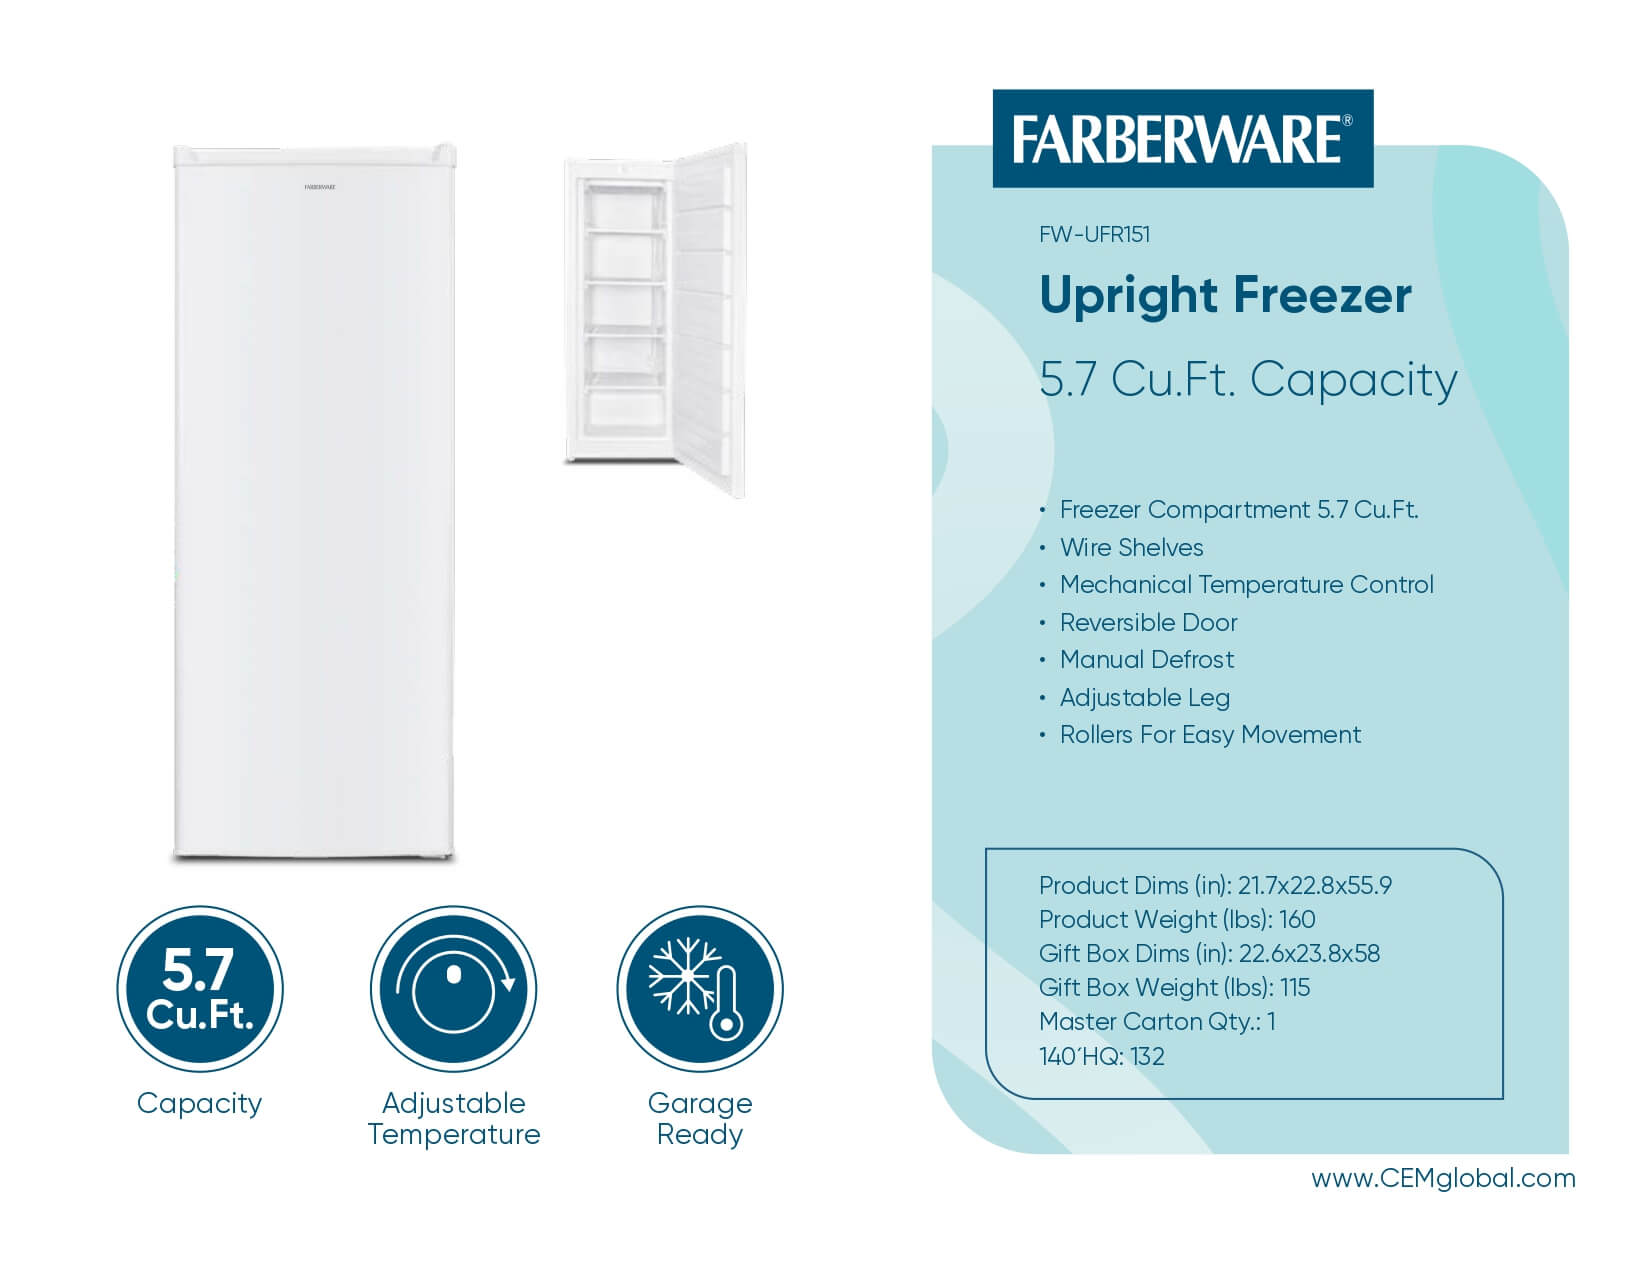 FARBERWARE
FARBERWARE®
FW-UFR151
Upright Freezer
5.7 Cu.Ft. Capacity
• Freezer Compartment 5.7 Cu.Ft.
• Wire Shelves
• Mechanical Temperature Control
• Reversible Door
• Manual Defrost
• Adjustable Leg
• Rollers For Easy Movement
Product Dims (in): 21.7x22.8x55.9
Product Weight (lbs): 160
Gift Box Dims (in): 22.6x23.8x58
Gift Box Weight (lbs): 115
Master Carton Qty.: 1
140´HQ: 132
5.7
Cu.Ft.
Capacity
Adjustable
Temperature
Garage
Ready
www.CEMglobal.com